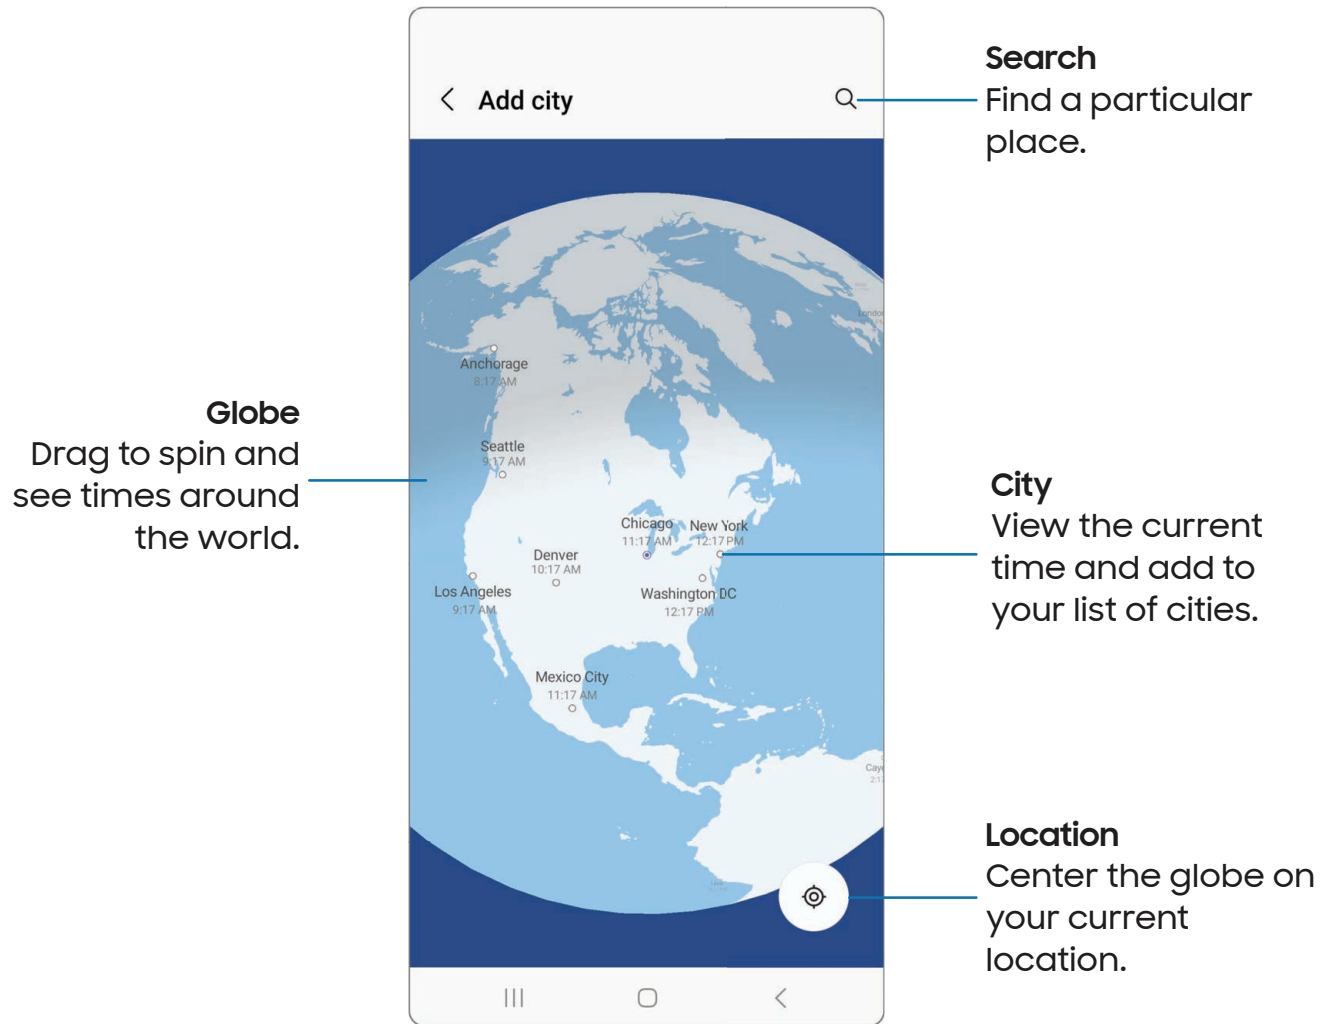 Add city
Search
Find a particular
place.
London
Anchorage
8:17 AM
Globe
Drag to spin and
see times around
the world.
Seattle
9:17 AM
City
View the current
time and add to
your list of cities.
Chicago
11:17 AM
New York
12:17 PM
Denver
10:17 AM
Los Angeles
9:17 AM
Washington DC
12:17 PM
Mexico City
11:17 AM
Location
Center the globe on
your current
location.